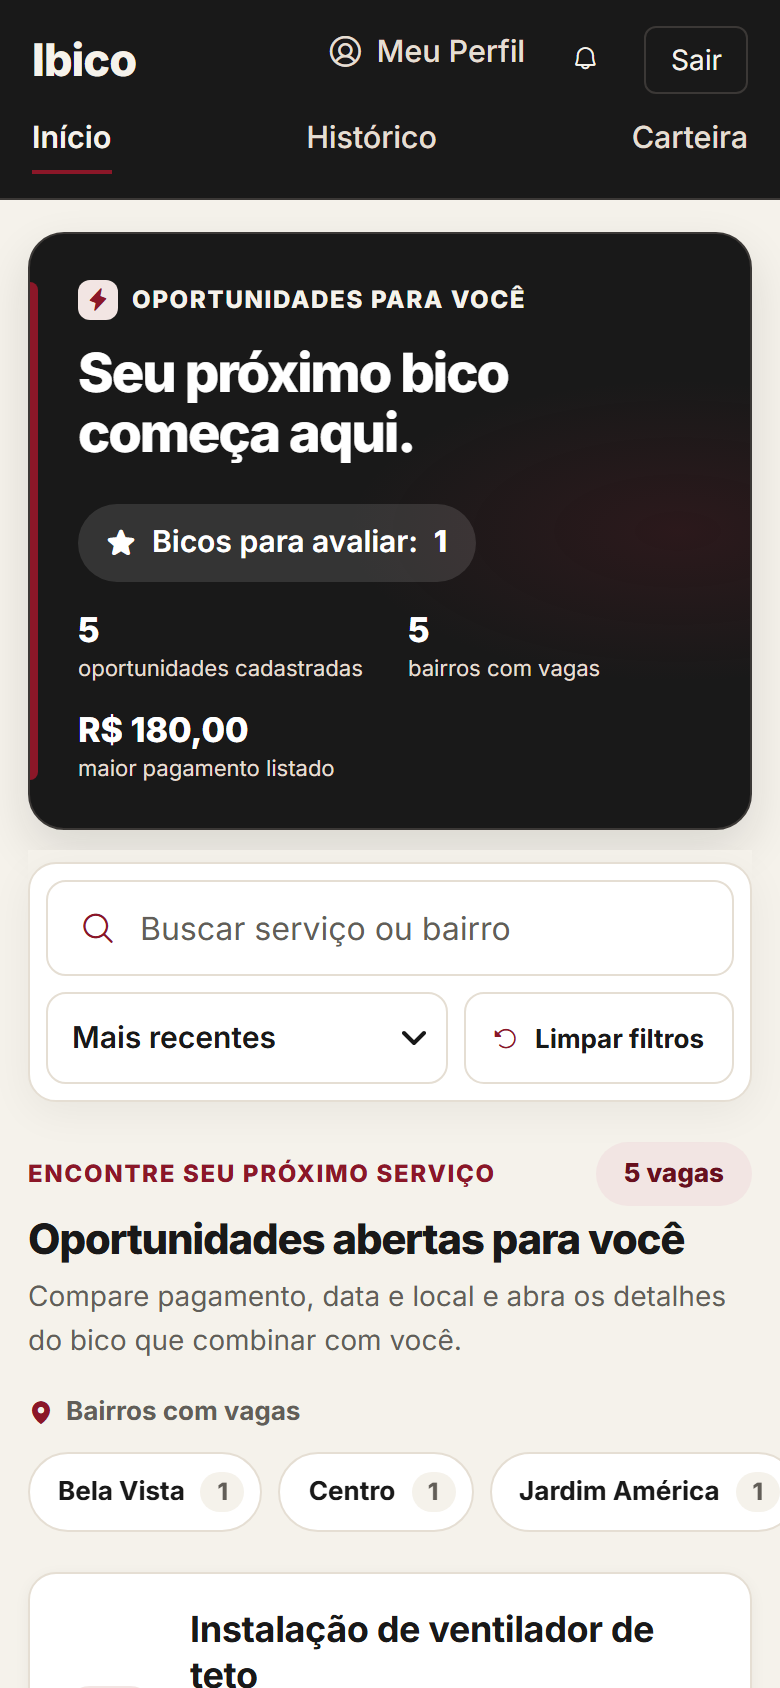 Ibico
Meu Perfil
Sair
Início
Histórico
Carteira
OPORTUNIDADES PARA VOCÊ
Seu próximo bico
começa aqui.
Bicos para avaliar: 1
5
oportunidades cadastradas
5
bairros com vagas
R$ 180,00
maior pagamento listado
Buscar serviço ou bairro
Mais recentes
Limpar filtros
ENCONTRE SEU PRÓXIMO SERVIÇO
5 vagas
Oportunidades abertas para você
Compare pagamento, data e local e abra os detalhes
do bico que combinar com você.
Bairros com vagas
Bela Vista 1
Centro 1
Jardim América 1
Instalação de ventilador de
teto